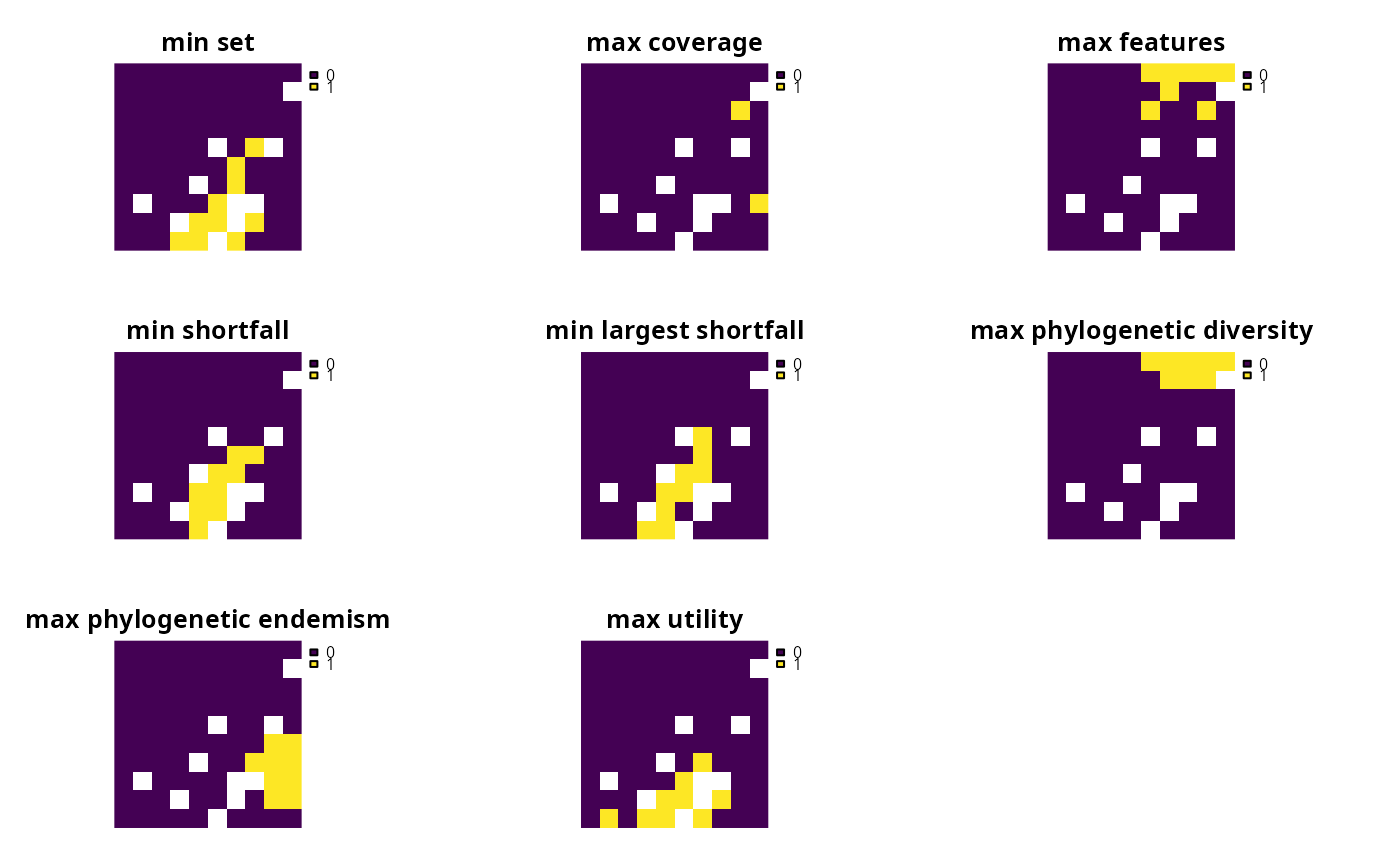 min set
0
1
max coverage
0
1
max features
0
1
min shortfall
0
1
min largest shortfall
0
1
max phylogenetic diversity
0
1
max phylogenetic endemism
0
1
max utility
0
1